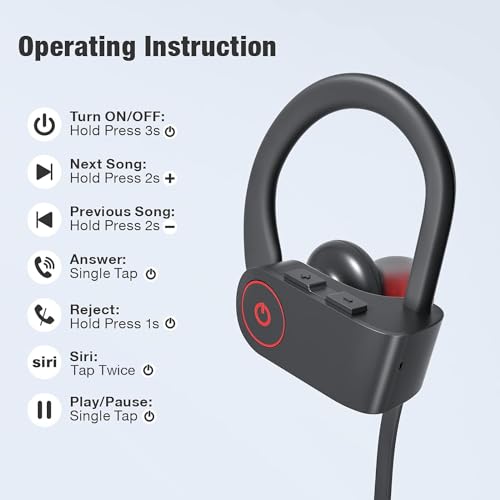 Operating Instruction
Turn ON/OFF:
Hold Press 3s
Next Song:
Hold Press 2s +
Previous Song:
Hold Press 2s −
Answer:
Single Tap
Reject:
Hold Press 1s
siri
Siri:
Tap Twice
Play/Pause:
Single Tap
+
−